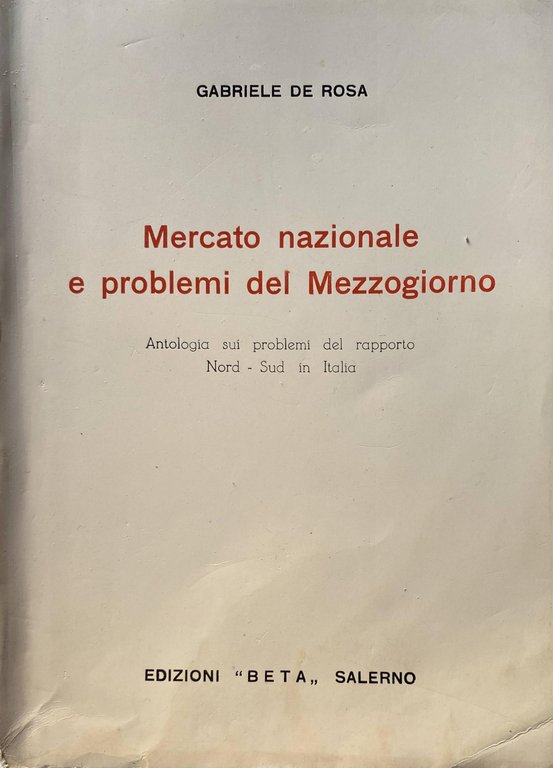 GABRIELE DE ROSA
Mercato nazionale
e problemi del Mezzogiorno
Antologia sui problemi del rapporto
Nord - Sud in Italia
EDIZIONI "BETA„ SALERNO